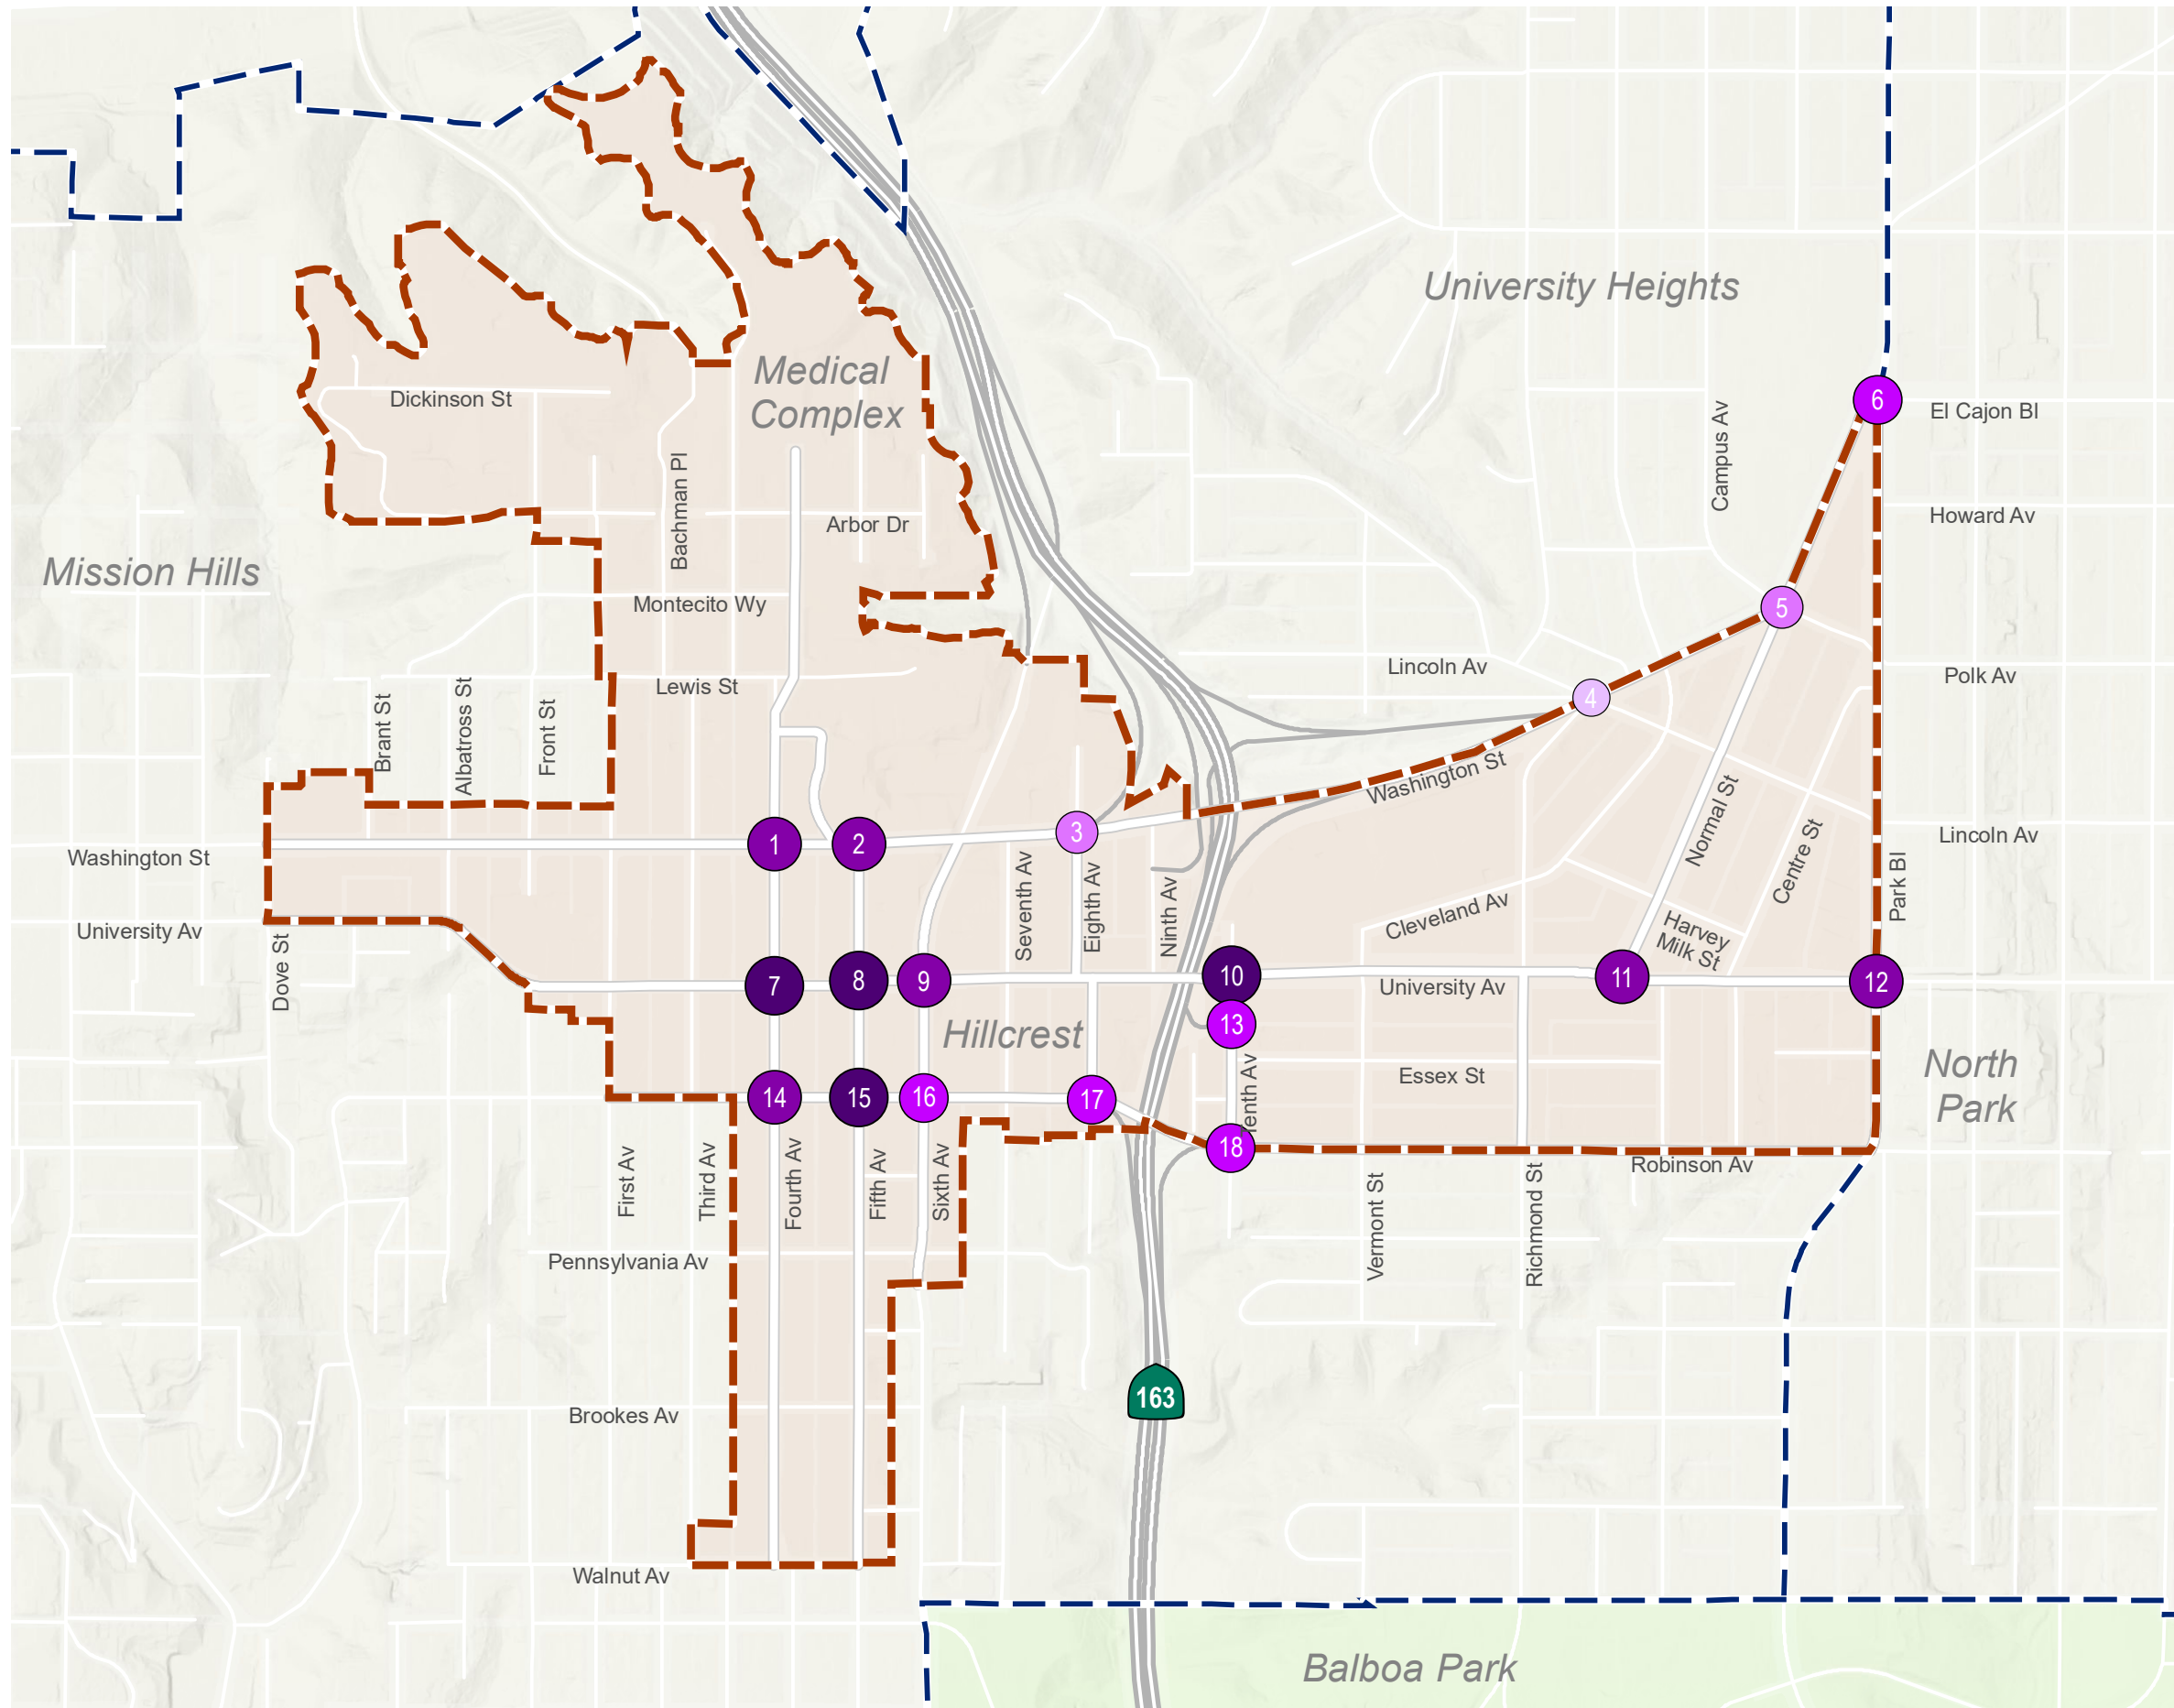 University Heights
Medical
Complex
Dickinson St
Campus Av
6
El Cajon Bl
Bachman Pl
Arbor Dr
Howard Av
Mission Hills
Montecito Wy
5
Lincoln Av
Polk Av
Lewis St
4
Brant St
Albatross St
Front St
Washington St
Normal St
Centre St
1
2
3
Lincoln Av
Washington St
Seventh Av
Eighth Av
Ninth Av
Park Bl
University Av
Cleveland Av
Harvey
Milk St
Dove St
7
8
9
10
11
12
University Av
13
Hillcrest
Essex St
North
Park
14
15
16
17
Tenth Av
18
First Av
Third Av
Fourth Av
Fifth Av
Sixth Av
Robinson Av
Vermont St
Richmond St
Pennsylvania Av
163
Brookes Av
Walnut Av
Balboa Park